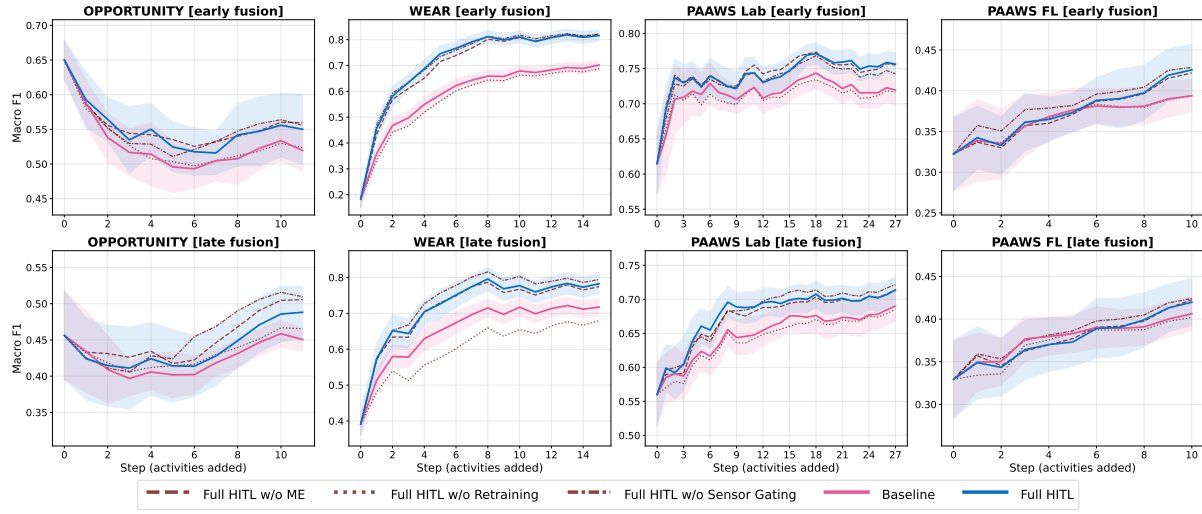 OPPORTUNITY [early fusion]
WEAR [early fusion]
PAAWS Lab [early fusion]
PAAWS FL [early fusion]
Macro F1
0.70
0.65
0.60
0.55
0.50
0.45
0 2 4 6 8 10
0.8
0.7
0.6
0.5
0.4
0.3
0.2
0 2 4 6 8 10 12 14
0.80
0.75
0.70
0.65
0.60
0.55
0 3 6 9 12 15 18 21 24 27
0.45
0.40
0.35
0.30
0.25
0 2 4 6 8 10
OPPORTUNITY [late fusion]
WEAR [late fusion]
PAAWS Lab [late fusion]
PAAWS FL [late fusion]
Macro F1
0.55
0.50
0.45
0.40
0.35
0 2 4 6 8 10
Step (activities added)
0.8
0.7
0.6
0.5
0.4
0 2 4 6 8 10 12 14
Step (activities added)
0.75
0.70
0.65
0.60
0.55
0.50
0 3 6 9 12 15 18 21 24 27
Step (activities added)
0.45
0.40
0.35
0.30
0 2 4 6 8 10
Step (activities added)
Full HITL w/o ME Full HITL w/o Retraining Full HITL w/o Sensor Gating Baseline Full HITL